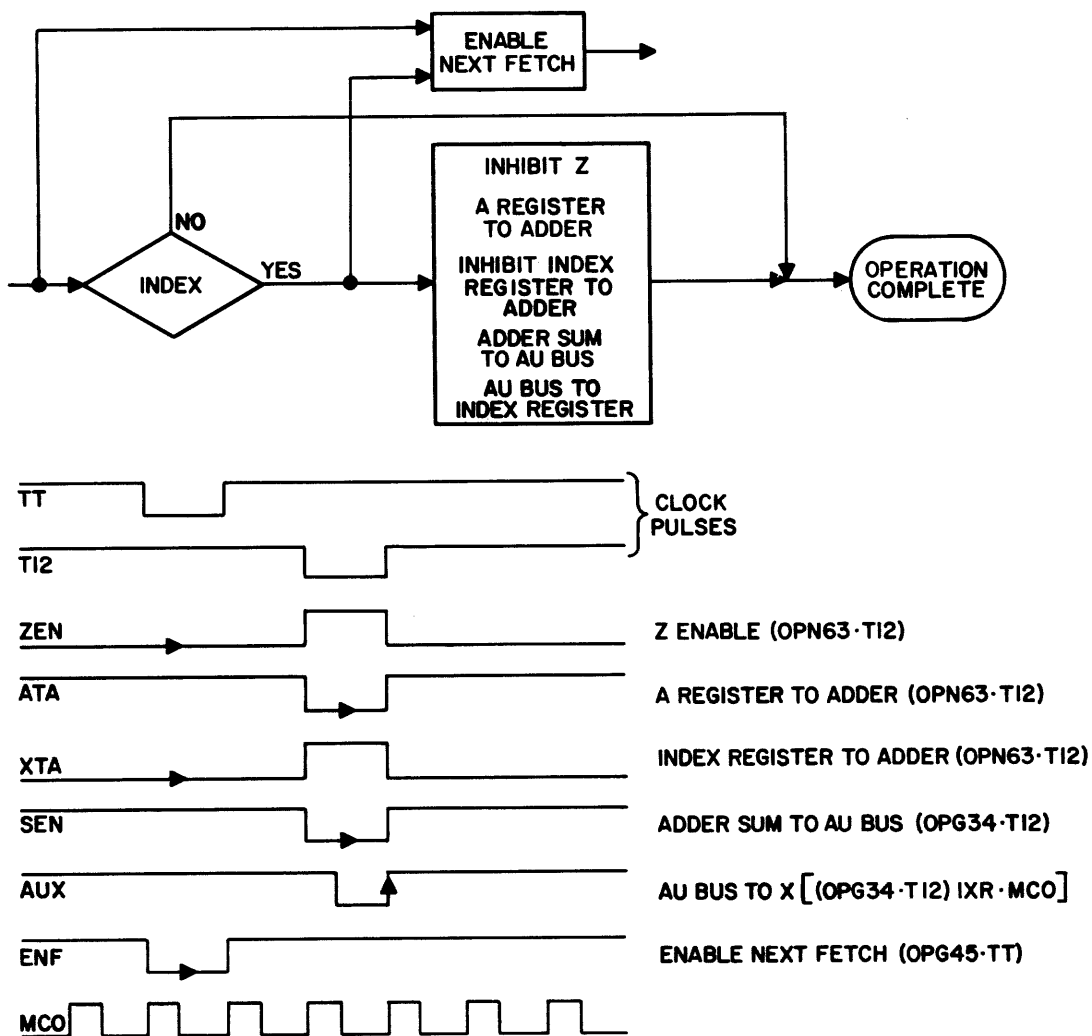 ENABLE
NEXT FETCH
NO
INDEX
YES
INHIBIT Z
A REGISTER
TO ADDER
INHIBIT INDEX
REGISTER TO
ADDER
ADDER SUM
TO AU BUS
AU BUS TO
INDEX REGISTER
OPERATION
COMPLETE
TT
T12
CLOCK
PULSES
ZEN
Z ENABLE (OPN63·T12)
ATA
A REGISTER TO ADDER (OPN63·T12)
XTA
INDEX REGISTER TO ADDER (OPN63·T12)
SEN
ADDER SUM TO AU BUS (OPG34·T12)
AUX
AU BUS TO X [(OPG34·T12) IXR·MCO]
ENF
ENABLE NEXT FETCH (OPG45·TT)
MCO